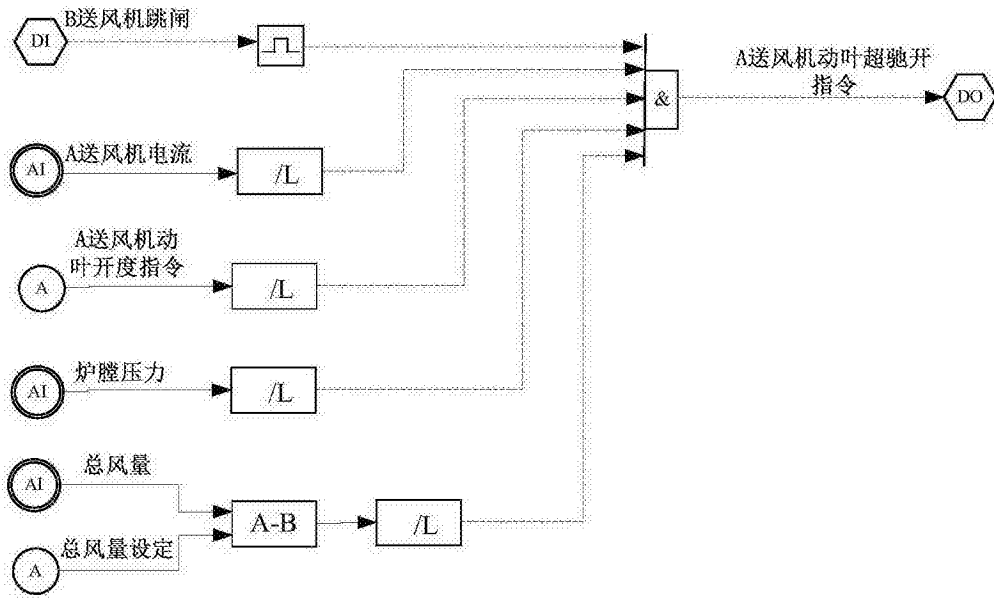 B送风机跳闸
DI
A送风机动叶超驰开
指令
&
DO
A送风机电流
AI
/L
A送风机动
叶开度指令
A
/L
炉膛压力
AI
/L
总风量
AI
A-B
/L
总风量设定
A